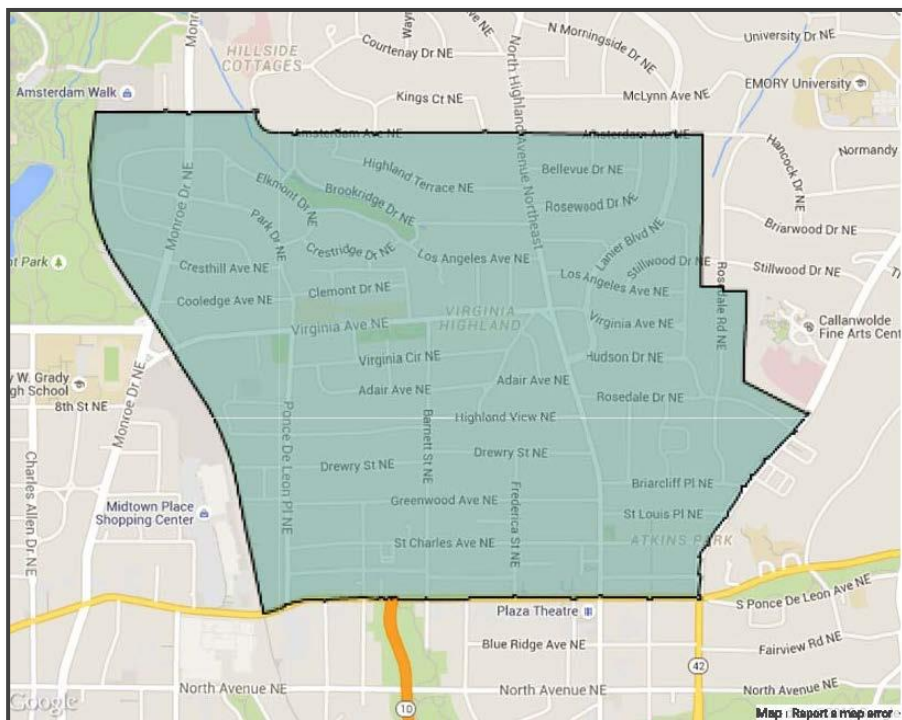 Monroe Dr NE
Way
HILLSIDE
COTTAGES
Courtenay Dr NE
N Morningside Dr NE
University Dr NE
North Highland Avenue Northeast
Amsterdam Walk
Kings Ct NE
McLynn Ave NE
EMORY University
Amsterdam Ave NE
Amsterdam Ave NE
Hancock Dr NE
Normandy
Highland Terrace NE
Bellevue Dr NE
Elkmont Dr NE
Brookridge Dr NE
Rosewood Dr NE
Monroe Dr NE
Park Dr NE
Crestridge Ct NE
Lanier Blvd NE
Briarwood Dr NE
Park
Cresthill Ave NE
Los Angeles Ave NE
Stillwood Dr NE
Stillwood Dr NE
Los Angeles Ave NE
Rosedale Rd NE
Clemont Dr NE
Cooledge Ave NE
VIRGINIA
HIGHLAND
Virginia Ave NE
Virginia Ave NE
Callanwolde
Fine Arts Cent
Virginia Cir NE
Hudson Dr NE
y W. Grady
gh School
8th St NE
Monroe Dr NE
Adair Ave NE
Adair Ave NE
Rosedale Dr NE
Ponce De Leon Pl NE
Barnett St NE
Highland View NE
Charles Allen Dr NE
Drewry St NE
Drewry St NE
Frederica St NE
Briarcliff Pl NE
Midtown Place
Shopping Center
Greenwood Ave NE
St Louis Pl NE
St Charles Ave NE
ATKINS PARK
Plaza Theatre
S Ponce De Leon Ave NE
Blue Ridge Ave NE
Fairview Rd NE
42
North Avenue NE
North Avenue NE
North Avenue NE
10
Google
Map
Report a map error